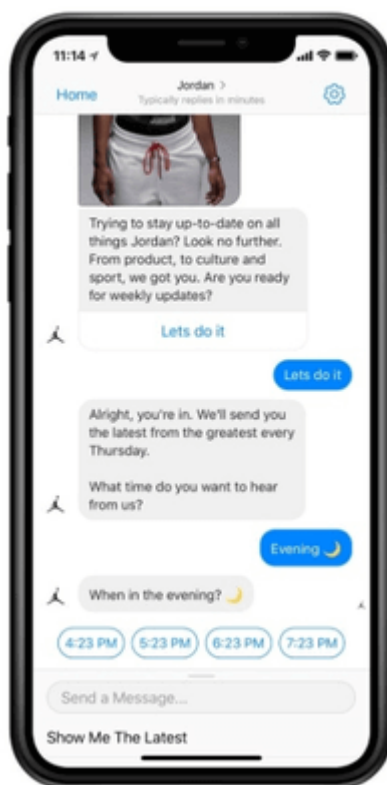 11:14
Home
Jordan >
Typically replies in minutes
Trying to stay up-to-date on all
things Jordan? Look no further.
From product, to culture and
sport, we got you. Are you ready
for weekly updates?
Lets do it
Lets do it
Alright, you're in. We'll send you
the latest from the greatest every
Thursday.
What time do you want to hear
from us?
Evening 🌙
When in the evening? 🌙
4:23 PM 5:23 PM 6:23 PM 7:23 PM
Send a Message...
Show Me The Latest